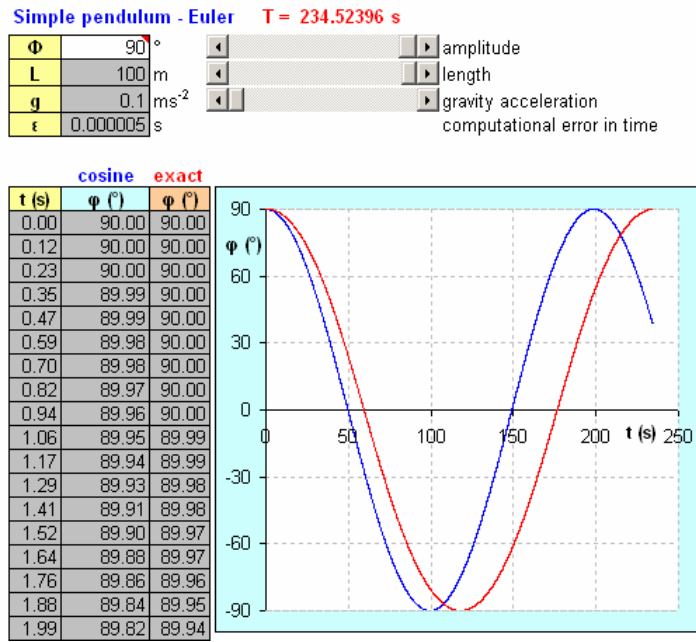 Simple pendulum - Euler T = 234.52396 s
Φ 90 ° amplitude
L 100 m length
g 0.1 ms-2 gravity acceleration
ε 0.000005 s computational error in time
cosine exact
t (s) φ (°) φ (°)
0.00 90.00 90.00
0.12 90.00 90.00
0.23 90.00 90.00
0.35 89.99 90.00
0.47 89.99 90.00
0.59 89.98 90.00
0.70 89.98 90.00
0.82 89.97 90.00
0.94 89.96 90.00
1.06 89.95 89.99
1.17 89.94 89.99
1.29 89.93 89.98
1.41 89.91 89.98
1.52 89.90 89.97
1.64 89.88 89.97
1.76 89.86 89.96
1.88 89.84 89.95
1.99 89.82 89.94
90
φ (°)
60
30
0
0 50 100 150 200 t (s) 250
-30
-60
-90